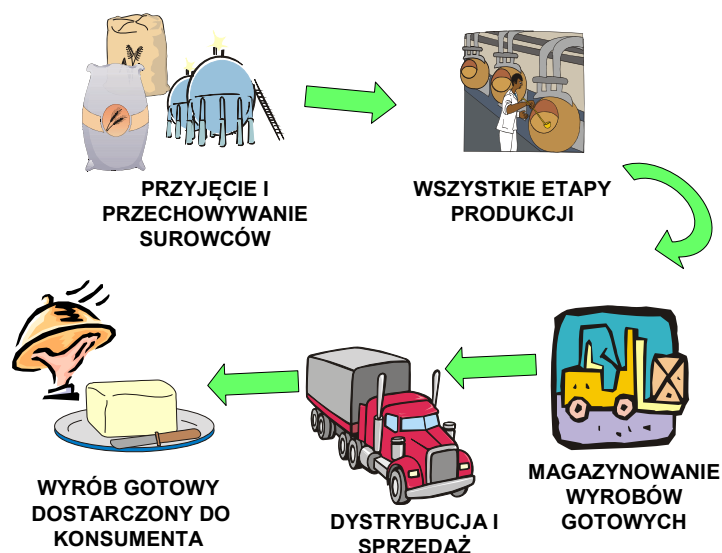 PRZYJĘCIE I
PRZECHOWYWANIE
SUROWCÓW
WSZYSTKIE ETAPY
PRODUKCJI
MAGAZYNOWANIE
WYROBÓW
GOTOWYCH
DYSTRYBUCJA I
SPRZEDAŻ
WYRÓB GOTOWY
DOSTARCZONY DO
KONSUMENTA